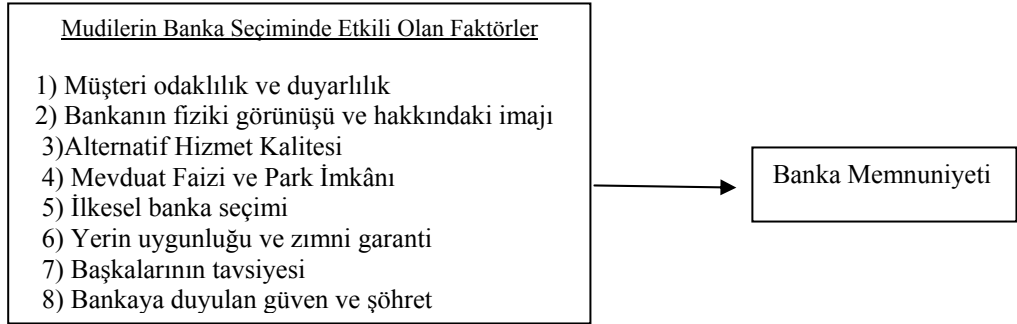 Mudilerin Banka Seçiminde Etkili Olan Faktörler
1) Müşteri odaklılık ve duyarlılık
2) Bankanın fiziki görünüşü ve hakkındaki imajı
3)Alternatif Hizmet Kalitesi
4) Mevduat Faizi ve Park İmkânı
5) İlkesel banka seçimi
6) Yerin uygunluğu ve zımni garanti
7) Başkalarının tavsiyesi
8) Bankaya duyulan güven ve şöhret
Banka Memnuniyeti